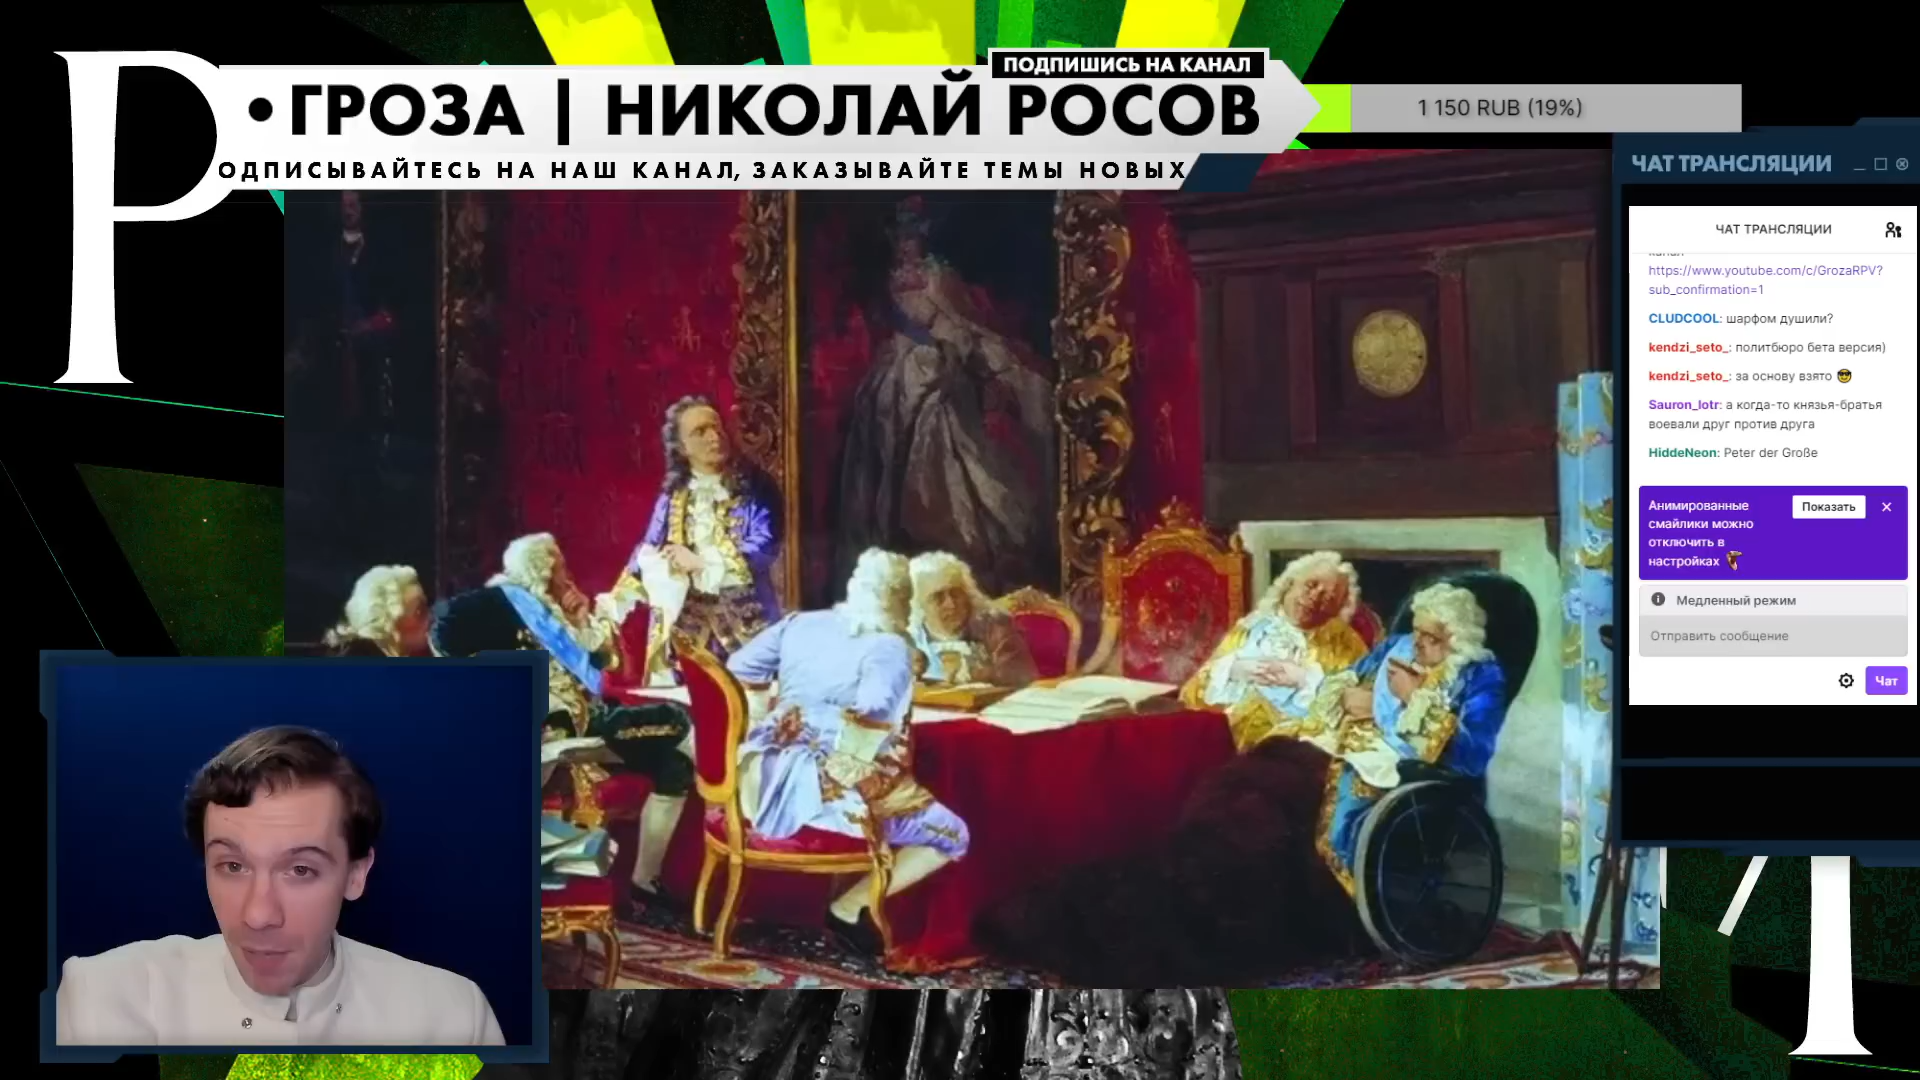 Р
ПОДПИШИСЬ НА КАНАЛ
• ГРОЗА | НИКОЛАЙ РОСОВ
ОДПИСЫВАЙТЕСЬ НА НАШ КАНАЛ, ЗАКАЗЫВАЙТЕ ТЕМЫ НОВЫХ
1 150 RUB (19%)
ЧАТ ТРАНСЛЯЦИИ
ЧАТ ТРАНСЛЯЦИИ
канал
https://www.youtube.com/c/GrozaRPV?
sub_confirmation=1
CLUDCOOL: шарфом душили?
kendzi_seto_: политбюро бета версия)
kendzi_seto_: за основу взято 😎
Sauron_lotr: а когда-то князья-братья
воевали друг против друга
HiddeNeon: Peter der Große
Анимированные
смайлики можно
отключить в
настройках
Показать
Медленный режим
Отправить сообщение
Чат